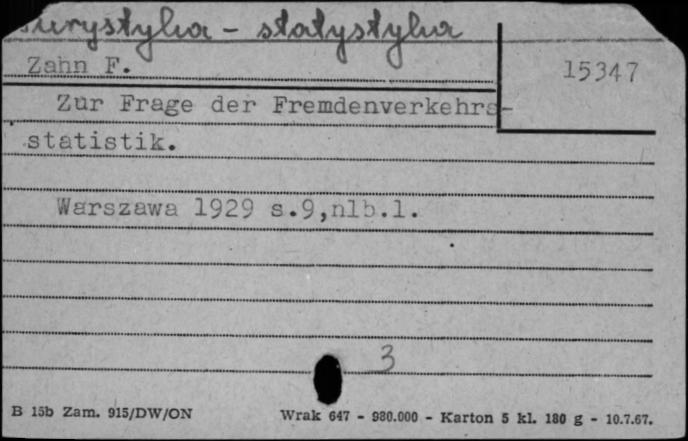 turystyka - statystyka
Zahn F.
15347
Zur Frage der Fremdenverkehrs-
statistik.
Warszawa 1929 s.9,nlb.1.
3
B 15b Zam. 915/DW/ON
Wrak 647 - 980.000 - Karton 5 kl. 180 g - 10.7.67.